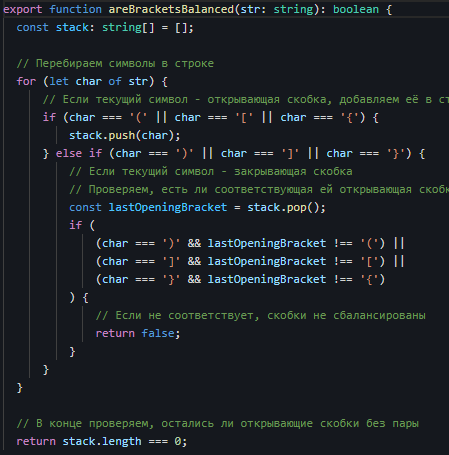 export function areBracketsBalanced(str: string): boolean {
const stack: string[] = [];
// Перебираем символы в строке
for (let char of str) {
// Если текущий символ - открывающая скобка, добавляем её в
if (char === '(' || char === '[' || char === '{') {
stack.push(char);
} else if (char === ')' || char === ']' || char === '}') {
// Если текущий символ - закрывающая скобка
// Проверяем, есть ли соответствующая ей открывающая
const lastOpeningBracket = stack.pop();
if (
(char === ')' && lastOpeningBracket !== '(') ||
(char === ']' && lastOpeningBracket !== '[') ||
(char === '}' && lastOpeningBracket !== '{')
) {
// Если не соответствует, скобки не сбалансированы
return false;
}
}
}
// В конце проверяем, остались ли открывающие скобки без пары
return stack.length === 0;